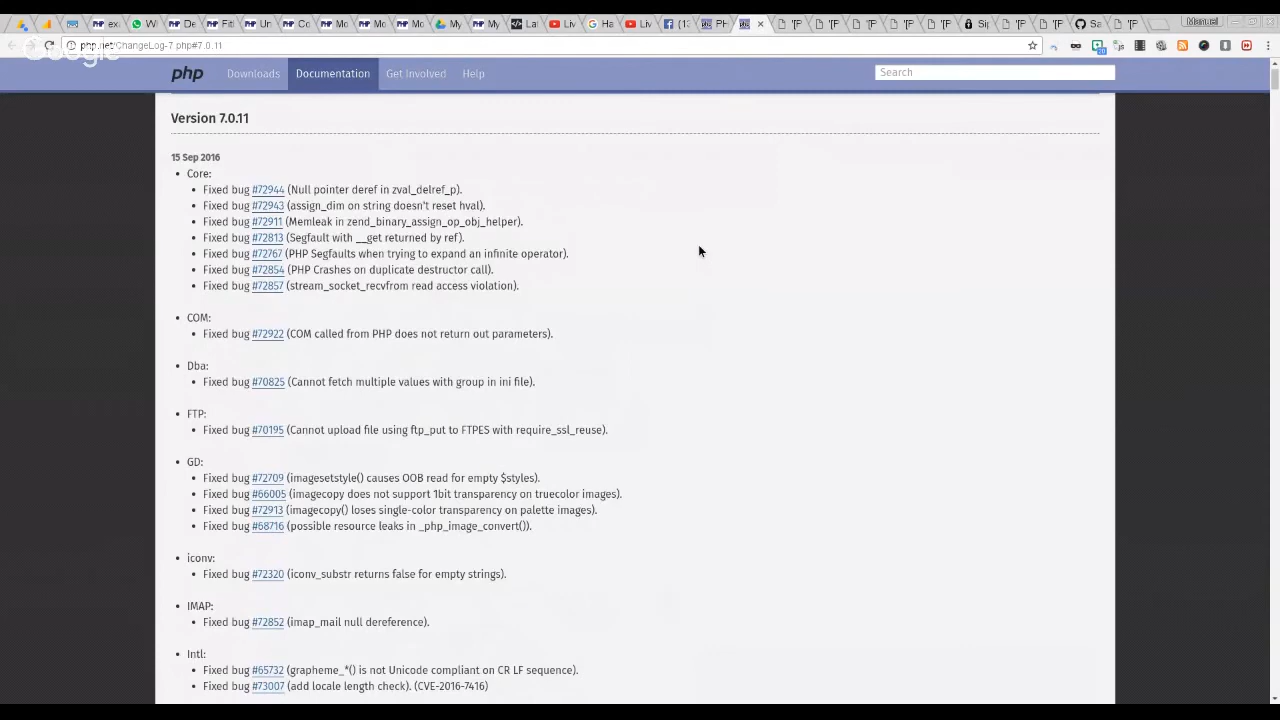 Manuel
php.net/ChangeLog-7.php#7.0.11
Google
php Downloads Documentation Get Involved Help Search
Version 7.0.11
15 Sep 2016
Core:
Fixed bug #72944 (Null pointer deref in zval_delref_p).
Fixed bug #72943 (assign_dim on string doesn't reset hval).
Fixed bug #72911 (Memleak in zend_binary_assign_op_obj_helper).
Fixed bug #72813 (Segfault with __get returned by ref).
Fixed bug #72767 (PHP Segfaults when trying to expand an infinite operator).
Fixed bug #72854 (PHP Crashes on duplicate destructor call).
Fixed bug #72857 (stream_socket_recvfrom read access violation).
COM:
Fixed bug #72922 (COM called from PHP does not return out parameters).
Dba:
Fixed bug #70825 (Cannot fetch multiple values with group in ini file).
FTP:
Fixed bug #70195 (Cannot upload file using ftp_put to FTPES with require_ssl_reuse).
GD:
Fixed bug #72709 (imagesetstyle() causes OOB read for empty $styles).
Fixed bug #66005 (imagecopy does not support 1bit transparency on truecolor images).
Fixed bug #72913 (imagecopy() loses single-color transparency on palette images).
Fixed bug #68716 (possible resource leaks in _php_image_convert()).
iconv:
Fixed bug #72320 (iconv_substr returns false for empty strings).
IMAP:
Fixed bug #72852 (imap_mail null dereference).
Intl:
Fixed bug #65732 (grapheme_*() is not Unicode compliant on CR LF sequence).
Fixed bug #73007 (add locale length check). (CVE-2016-7416)